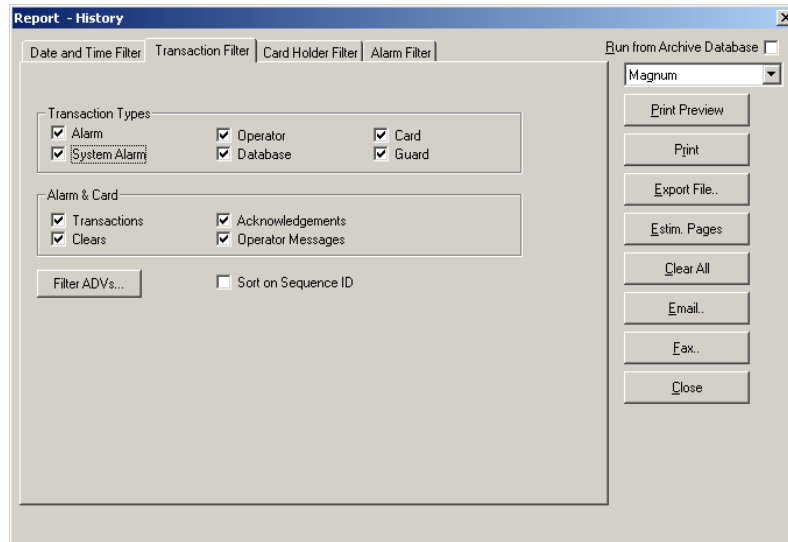 Report - History
Date and Time Filter Transaction Filter Card Holder Filter Alarm Filter
Run from Archive Database
Magnum
Transaction Types
Alarm Operator Card
System Alarm Database Guard
Alarm & Card
Transactions Acknowledgements
Clears Operator Messages
Filter ADVs... Sort on Sequence ID
Print Preview
Print
Export File..
Estim. Pages
Clear All
Email..
Fax..
Close